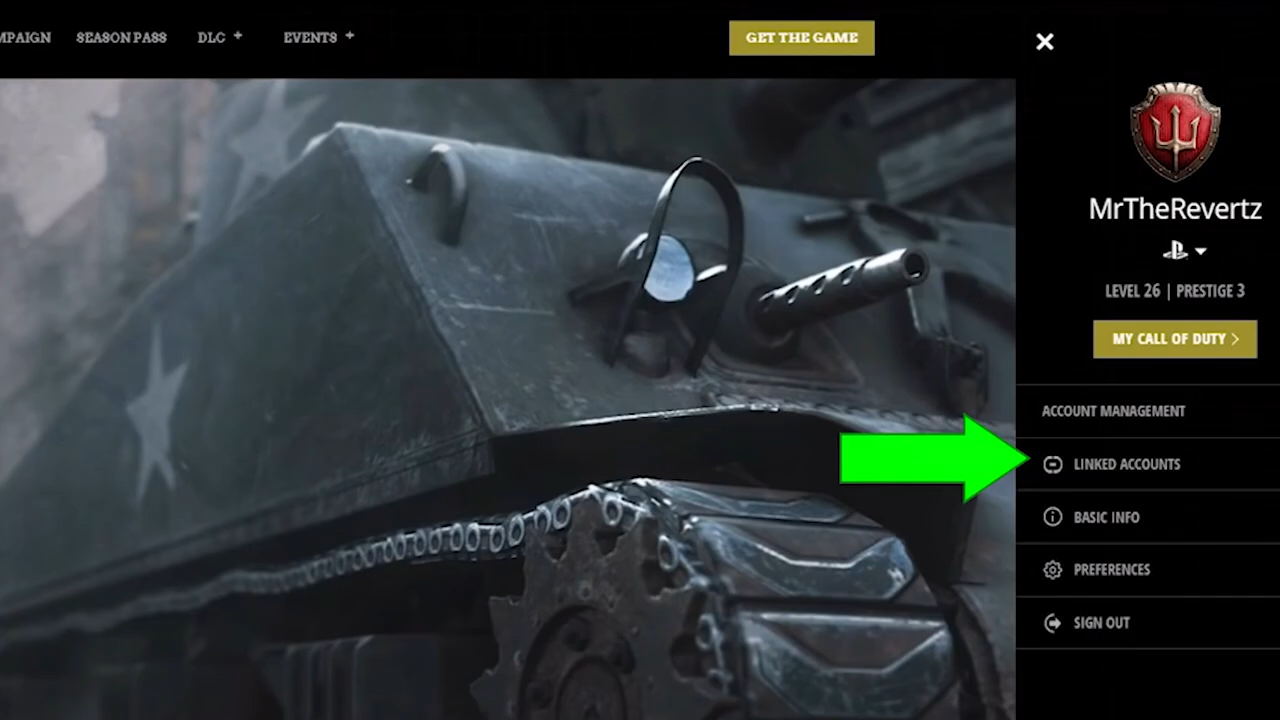 MPAIGN SEASON PASS DLC + EVENTS + GET THE GAME
MrTheRevertz
LEVEL 26 | PRESTIGE 3
MY CALL OF DUTY >
ACCOUNT MANAGEMENT
LINKED ACCOUNTS
BASIC INFO
PREFERENCES
SIGN OUT